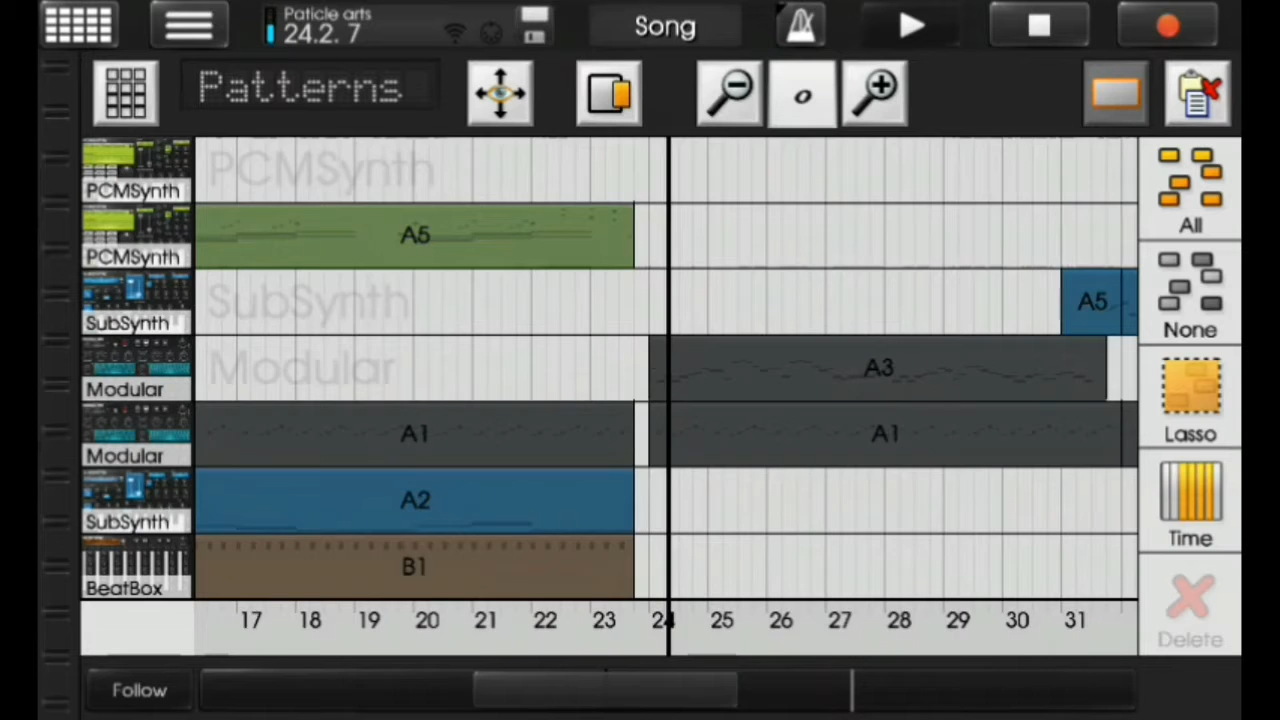 Paticle arts
24.2. 7
Song
Patterns
PCMSynth
PCMSynth
All
PCMSynth
A5
SubSynth
SubSynth
A5
None
Modular
Modular
A3
Modular
A1
A1
Lasso
SubSynth
A2
Time
BeatBox
B1
17 18 19 20 21 22 23 24 25 26 27 28 29 30 31
Delete
Follow